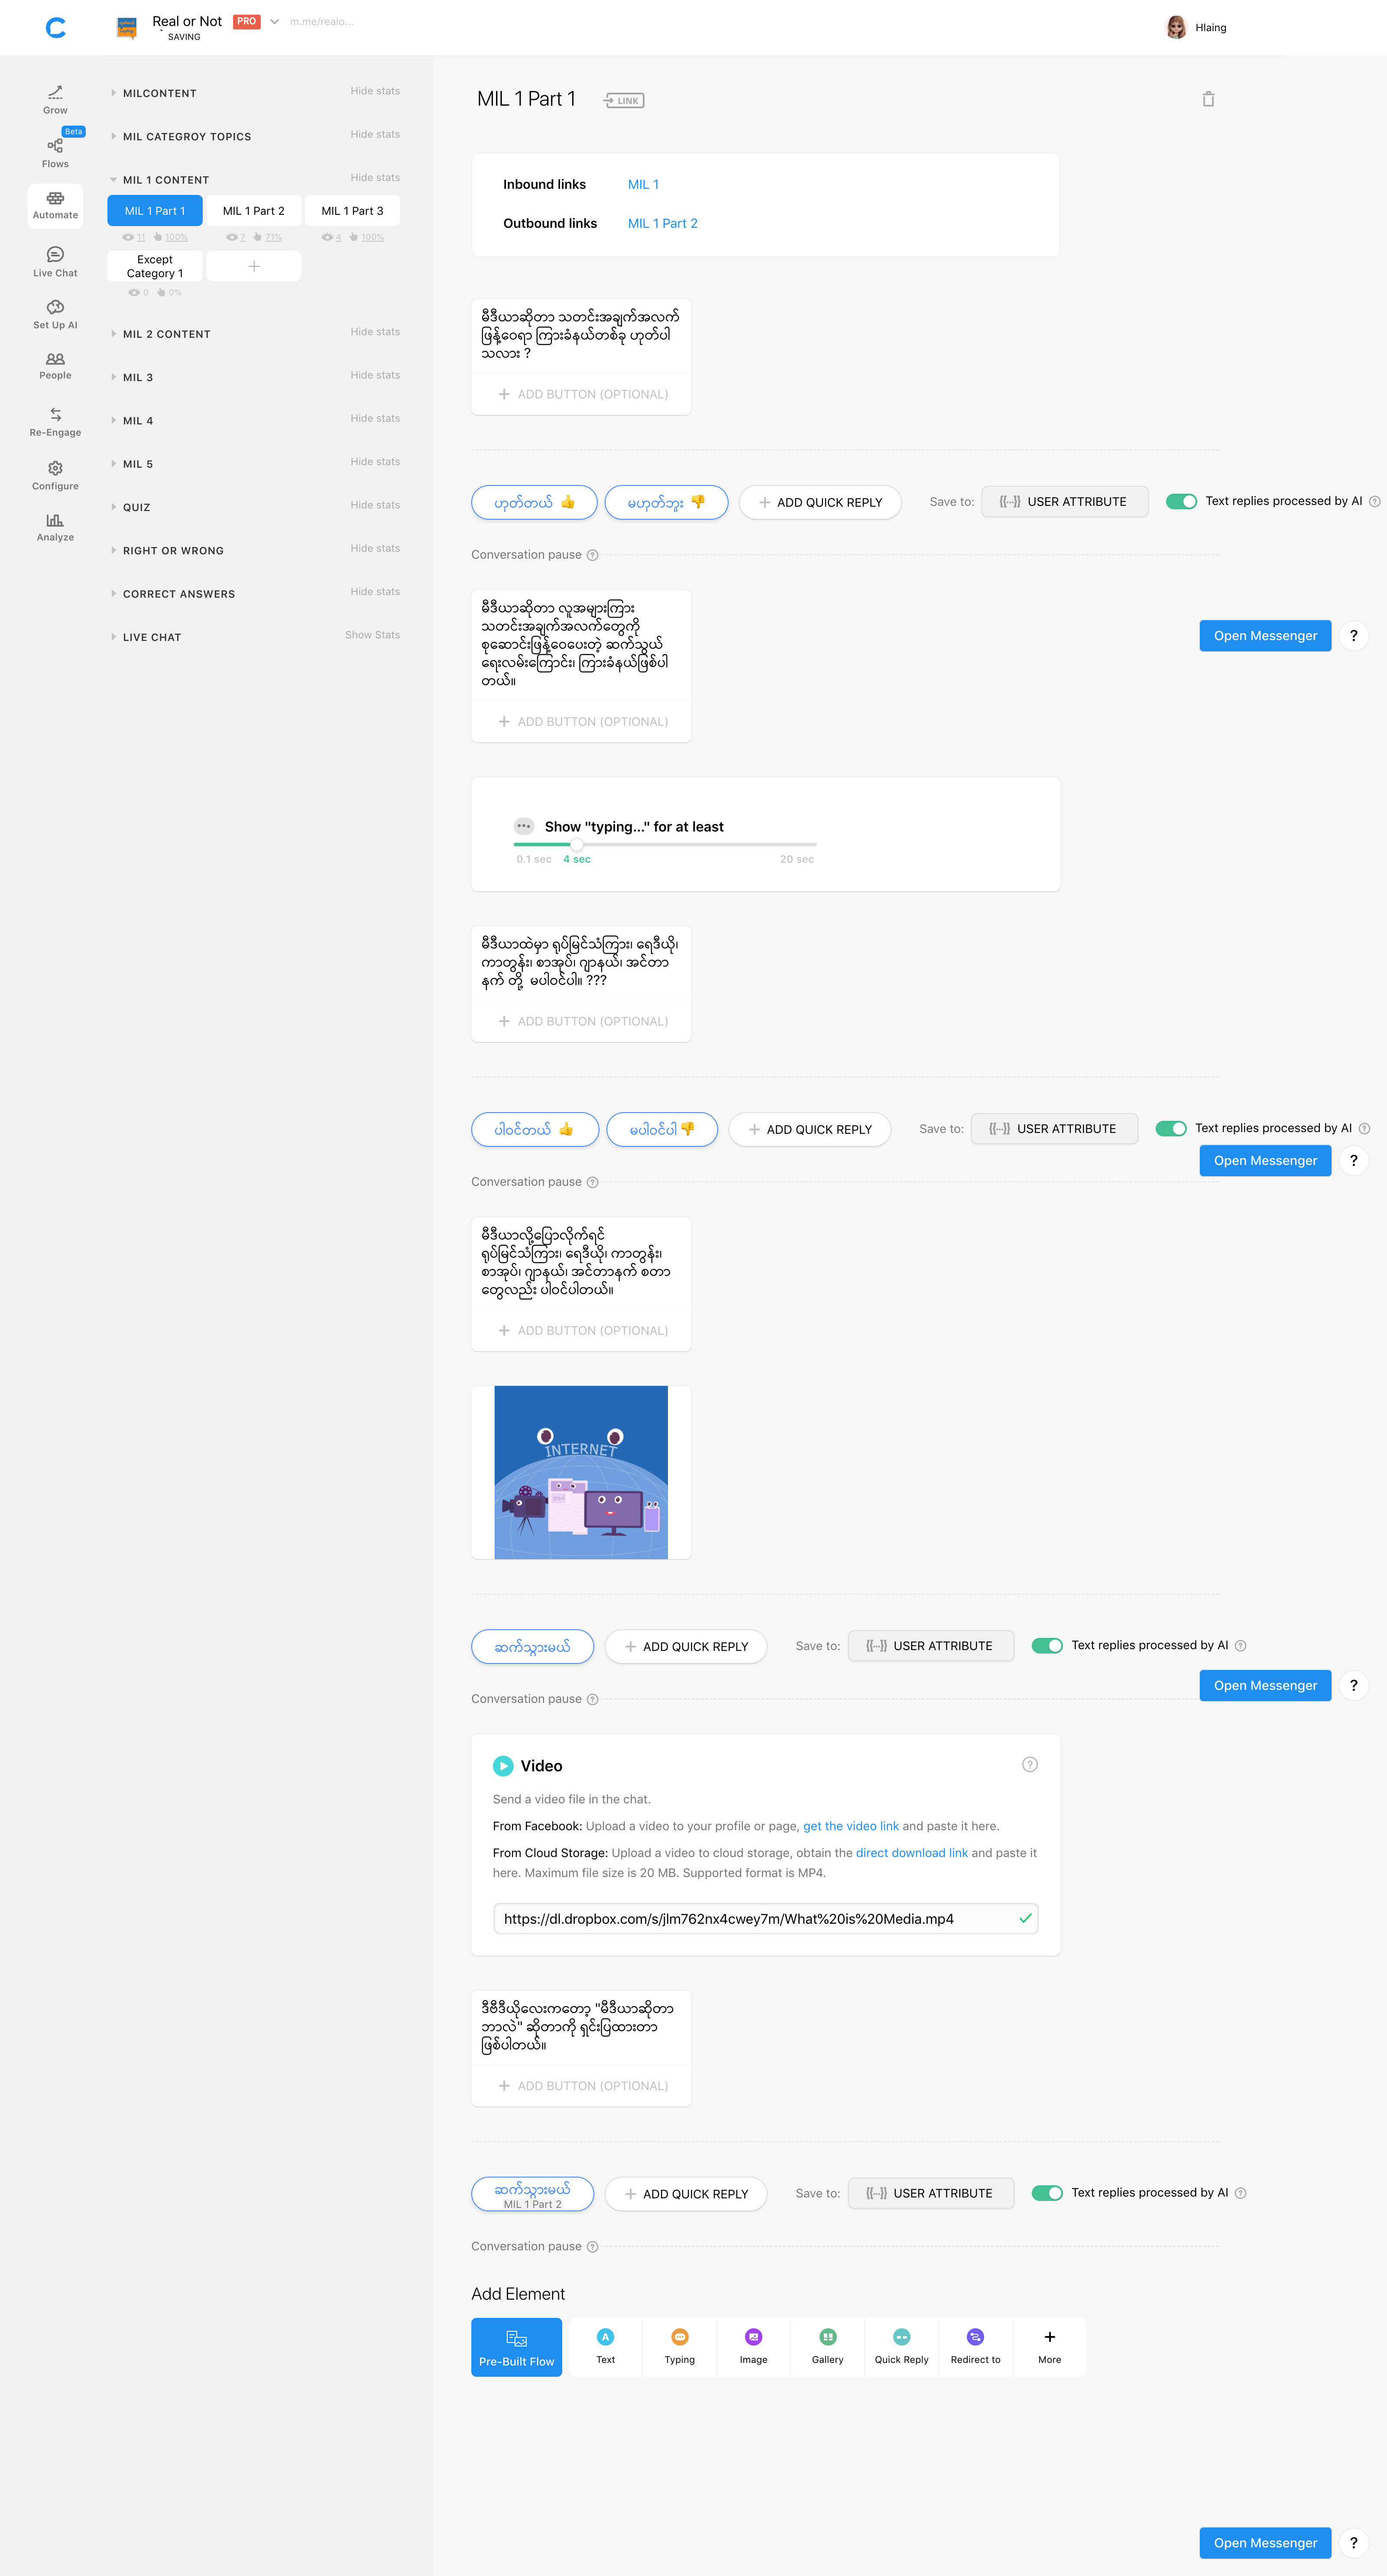 Real or Not
PRO
m.me/realo...
SAVING
Hlaing
Grow
Beta
Flows
Automate
Live Chat
Set Up AI
People
Re-Engage
Configure
Analyze
MILCONTENT
Hide stats
MIL CATEGROY TOPICS
Hide stats
MIL 1 CONTENT
Hide stats
MIL 1 Part 1
MIL 1 Part 2
MIL 1 Part 3
11 100%
7 71%
4 100%
Except
Category 1
0 0%
MIL 2 CONTENT
Hide stats
MIL 3
Hide stats
MIL 4
Hide stats
MIL 5
Hide stats
QUIZ
Hide stats
RIGHT OR WRONG
Hide stats
CORRECT ANSWERS
Hide stats
LIVE CHAT
Show Stats
MIL 1 Part 1
LINK
Inbound links MIL 1
Outbound links MIL 1 Part 2
မီဒီယာဆိုတာ သတင်းအချက်အလက်
ဖြန့်ဝေရာ ကြားခံနယ်တစ်ခု ဟုတ်ပါ
သလား ?
ADD BUTTON (OPTIONAL)
ဟုတ်တယ် 👍
မဟုတ်ဘူး 👎
ADD QUICK REPLY
Save to:
{{...}} USER ATTRIBUTE
Text replies processed by AI ?
Conversation pause ?
မီဒီယာဆိုတာ လူအများကြား
သတင်းအချက်အလက်တွေကို
စုဆောင်းဖြန့်ဝေပေးတဲ့ ဆက်သွယ်
ရေးလမ်းကြောင်း၊ ကြားခံနယ်ဖြစ်ပါ
တယ်။
ADD BUTTON (OPTIONAL)
Open Messenger
?
Show "typing..." for at least
0.1 sec
4 sec
20 sec
မီဒီယာထဲမှာ ရုပ်မြင်သံကြား၊ ရေဒီယို၊
ကာတွန်း၊ စာအုပ်၊ ဂျာနယ်၊ အင်တာ
နက် တို့ မပါဝင်ပါ။ ???
ADD BUTTON (OPTIONAL)
ပါဝင်တယ် 👍
မပါဝင်ပါ 👎
ADD QUICK REPLY
Save to:
{{...}} USER ATTRIBUTE
Text replies processed by AI ?
Open Messenger
?
Conversation pause ?
မီဒီယာလို့ပြောလိုက်ရင်
ရုပ်မြင်သံကြား၊ ရေဒီယို၊ ကာတွန်း၊
စာအုပ်၊ ဂျာနယ်၊ အင်တာနက် စတာ
တွေလည်း ပါဝင်ပါတယ်။
ADD BUTTON (OPTIONAL)
INTERNET
ဆက်သွားမယ်
ADD QUICK REPLY
Save to:
{{...}} USER ATTRIBUTE
Text replies processed by AI ?
Open Messenger
?
Conversation pause ?
Video
?
Send a video file in the chat.
From Facebook: Upload a video to your profile or page, get the video link and paste it here.
From Cloud Storage: Upload a video to cloud storage, obtain the direct download link and paste it
here. Maximum file size is 20 MB. Supported format is MP4.
https://dl.dropbox.com/s/jlm762nx4cwey7m/What%20is%20Media.mp4
ဒီဗီဒီယိုလေးကတော့ "မီဒီယာဆိုတာ
ဘာလဲ" ဆိုတာကို ရှင်းပြထားတာ
ဖြစ်ပါတယ်။
ADD BUTTON (OPTIONAL)
ဆက်သွားမယ်
MIL 1 Part 2
ADD QUICK REPLY
Save to:
{{...}} USER ATTRIBUTE
Text replies processed by AI ?
Conversation pause ?
Add Element
Pre-Built Flow
Text
Typing
Image
Gallery
Quick Reply
Redirect to
More
Open Messenger
?